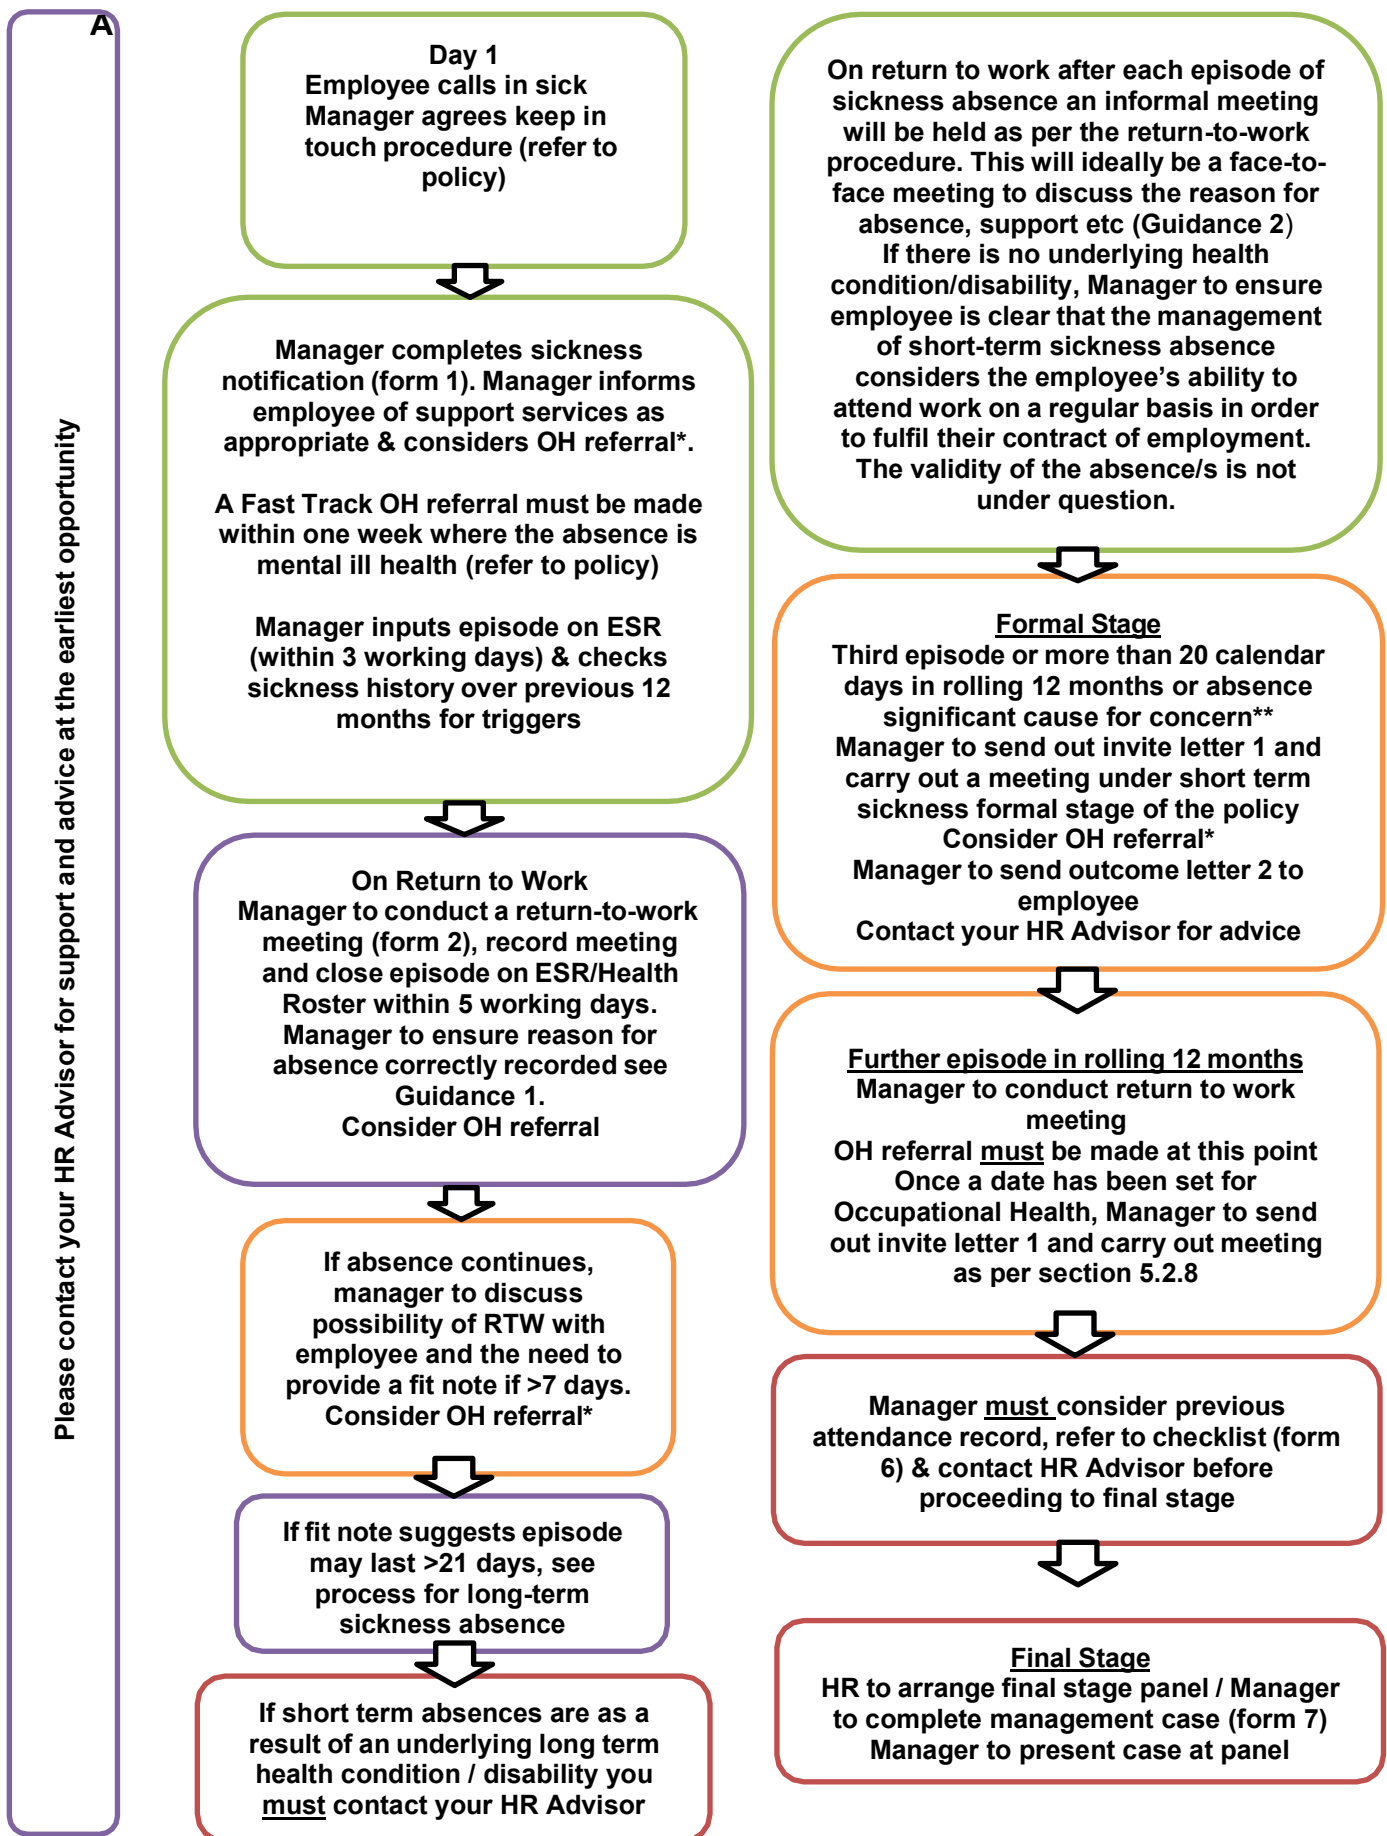 A
Please contact your HR Advisor for support and advice at the earliest opportunity
Day 1
Employee calls in sick
Manager agrees keep in
touch procedure (refer to
policy)
Manager completes sickness
notification (form 1). Manager informs
employee of support services as
appropriate & considers OH referral*.
A Fast Track OH referral must be made
within one week where the absence is
mental ill health (refer to policy)
Manager inputs episode on ESR
(within 3 working days) & checks
sickness history over previous 12
months for triggers
On Return to Work
Manager to conduct a return-to-work
meeting (form 2), record meeting
and close episode on ESR/Health
Roster within 5 working days.
Manager to ensure reason for
absence correctly recorded see
Guidance 1.
Consider OH referral
If absence continues,
manager to discuss
possibility of RTW with
employee and the need to
provide a fit note if >7 days.
Consider OH referral*
If fit note suggests episode
may last >21 days, see
process for long-term
sickness absence
If short term absences are as a
result of an underlying long term
health condition / disability you
must contact your HR Advisor
On return to work after each episode of
sickness absence an informal meeting
will be held as per the return-to-work
procedure. This will ideally be a face-to-
face meeting to discuss the reason for
absence, support etc (Guidance 2)
If there is no underlying health
condition/disability, Manager to ensure
employee is clear that the management
of short-term sickness absence
considers the employee’s ability to
attend work on a regular basis in order
to fulfil their contract of employment.
The validity of the absence/s is not
under question.
Formal Stage
Third episode or more than 20 calendar
days in rolling 12 months or absence
significant cause for concern**
Manager to send out invite letter 1 and
carry out a meeting under short term
sickness formal stage of the policy
Consider OH referral*
Manager to send outcome letter 2 to
employee
Contact your HR Advisor for advice
Further episode in rolling 12 months
Manager to conduct return to work
meeting
OH referral must be made at this point
Once a date has been set for
Occupational Health, Manager to send
out invite letter 1 and carry out meeting
as per section 5.2.8
Manager must consider previous
attendance record, refer to checklist (form
6) & contact HR Advisor before
proceeding to final stage
Final Stage
HR to arrange final stage panel / Manager
to complete management case (form 7)
Manager to present case at panel